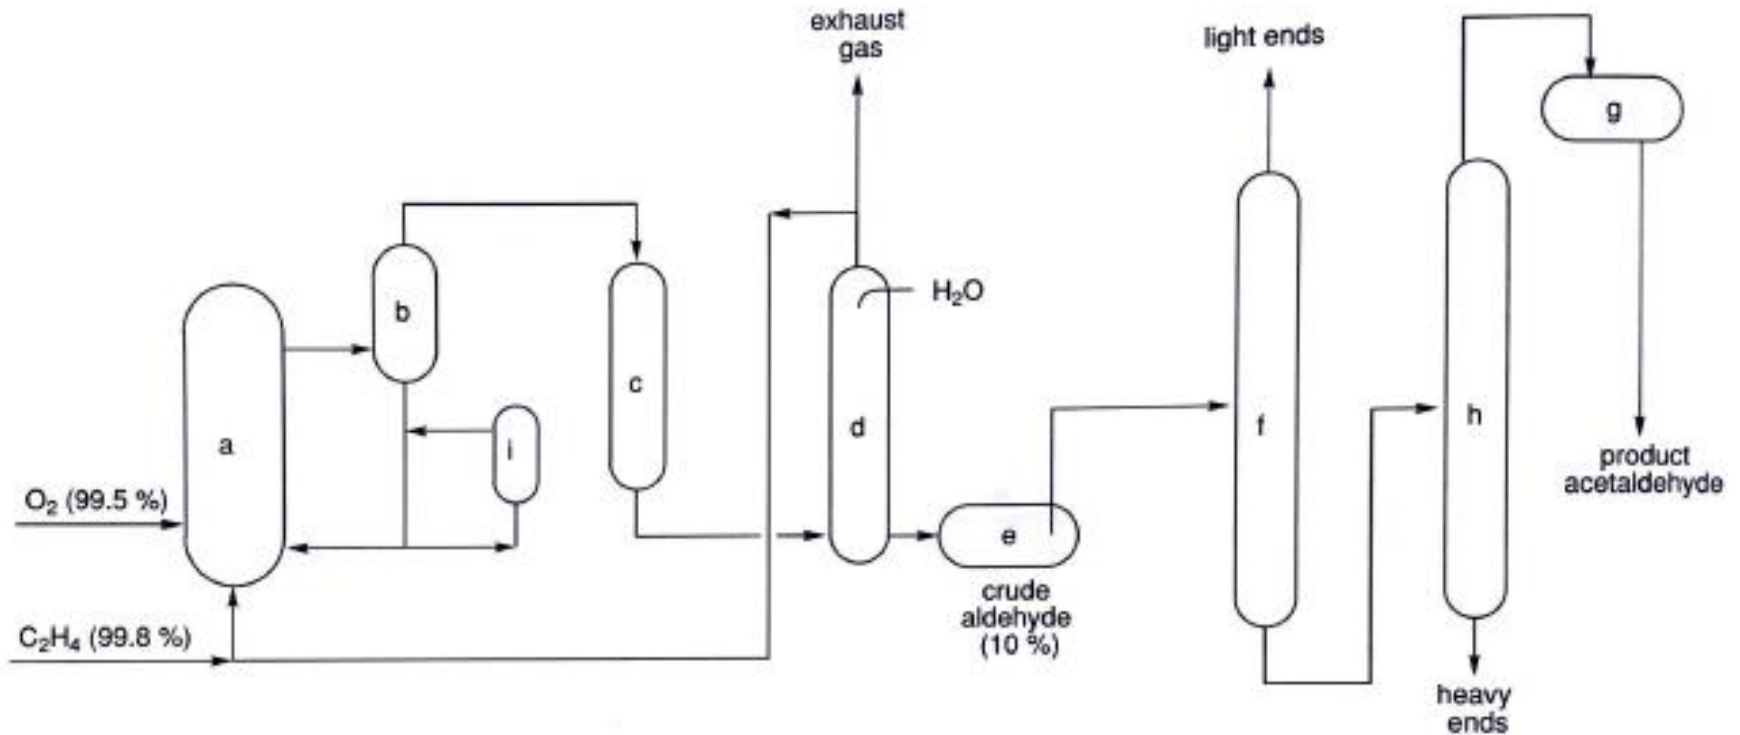 exhaust
gas
light ends
g
b
H₂O
c
a
i
d
f
h
O₂ (99.5 %)
e
product
acetaldehyde
crude
aldehyde
(10 %)
C₂H₄ (99.8 %)
heavy
ends